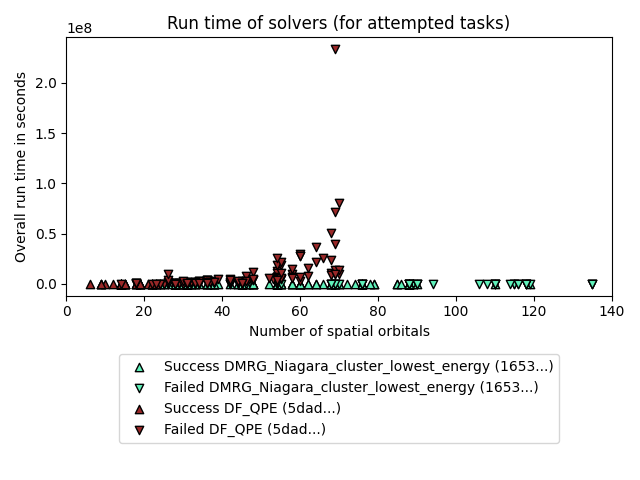 Run time of solvers (for attempted tasks)
1e8
Overall run time in seconds
2.0
1.5
1.0
0.5
0.0
0 20 40 60 80 100 120 140
Number of spatial orbitals
Success DMRG_Niagara_cluster_lowest_energy (1653...)
Failed DMRG_Niagara_cluster_lowest_energy (1653...)
Success DF_QPE (5dad...)
Failed DF_QPE (5dad...)